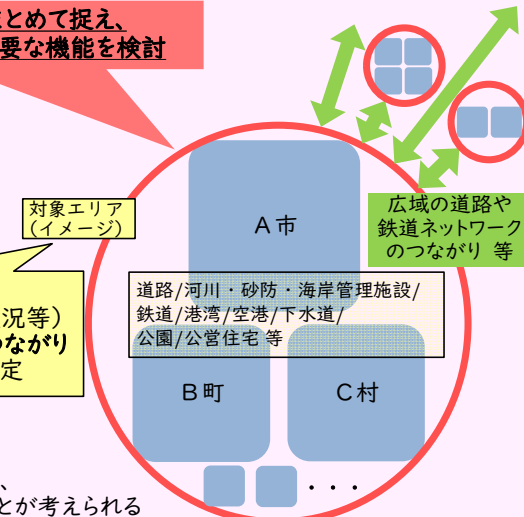 まとめて捉え、
要な機能を検討
対象エリア
(イメージ)
広域の道路や
鉄道ネットワーク
のつながり 等
A市
道路/河川・砂防・海岸管理施設/
鉄道/港湾/空港/下水道/
公園/公営住宅 等
況等)
つながり
定
B町
C村
・・・
、
とが考えられる